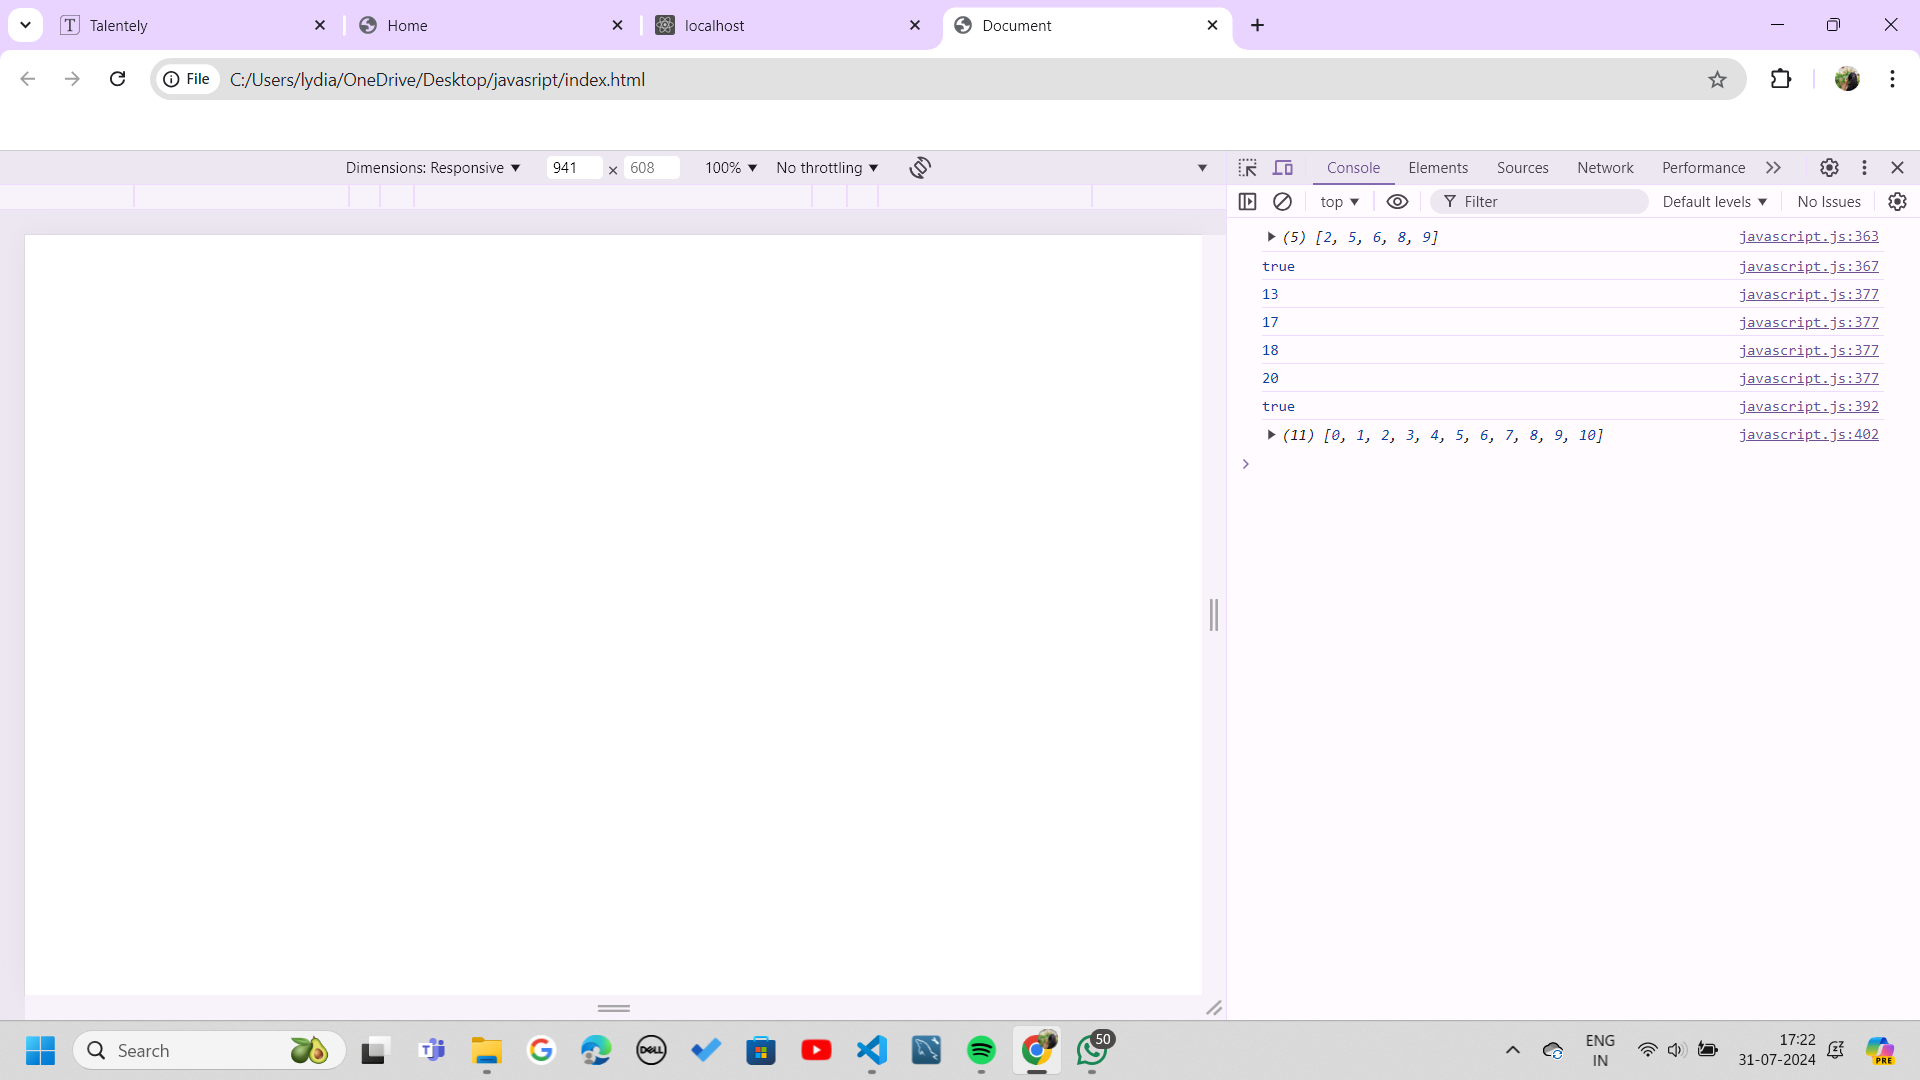 Talentely
Home
localhost
Document
File
C:/Users/lydia/OneDrive/Desktop/javasript/index.html
Dimensions: Responsive ▼ 941 × 608 100% ▼ No throttling ▼
Console Elements Sources Network Performance
top ▼ Filter Default levels ▼ No Issues
(5) [2, 5, 6, 8, 9] javascript.js:363
true javascript.js:367
13 javascript.js:377
17 javascript.js:377
18 javascript.js:377
20 javascript.js:377
true javascript.js:392
(11) [0, 1, 2, 3, 4, 5, 6, 7, 8, 9, 10] javascript.js:402
Search
DELL
50
ENG
IN
17:22
31-07-2024
PRE